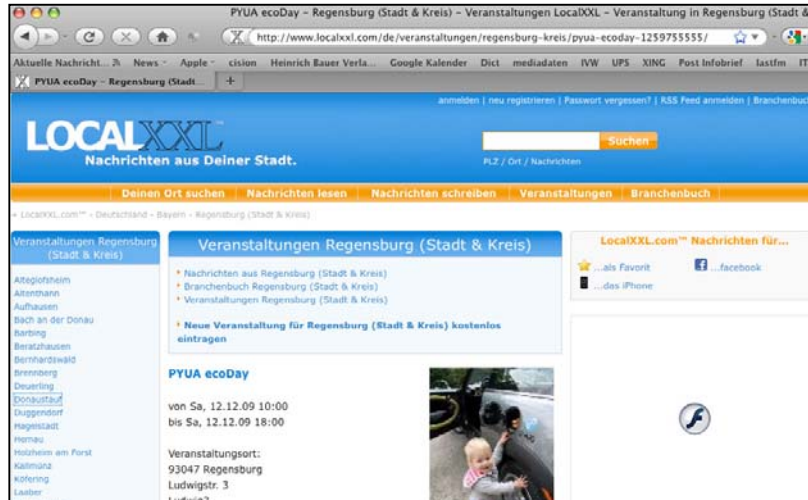 PYUA ecoDay – Regensburg (Stadt & Kreis) – Veranstaltungen LocalXXL – Veranstaltung in Regensburg (Stadt &
http://www.localxxl.com/de/veranstaltungen/regensburg-kreis/pyua-ecoday-1259755555/
Aktuelle Nachricht... News Apple cision Heinrich Bauer Verla... Google Kalender Dict mediadaten IVW UPS XING Post Infobrief lastfm IT
PYUA ecoDay – Regensburg (Stadt... +
anmelden | neu registrieren | Passwort vergessen? | RSS Feed anmelden | Branchenbuch
LOCALXXL™
Nachrichten aus Deiner Stadt.
Suchen
PLZ / Ort / Nachrichten
Deinen Ort suchen Nachrichten lesen Nachrichten schreiben Veranstaltungen Branchenbuch
» LocalXXL.com™ - Deutschland - Bayern - Regensburg (Stadt & Kreis)
Veranstaltungen Regensburg
(Stadt & Kreis)
Alteglofsheim
Altenthann
Aufhausen
Bach an der Donau
Barbing
Beratzhausen
Bernhardswald
Brennberg
Deuerling
Donaustauf
Duggendorf
Hagelstadt
Hemau
Holzheim am Forst
Kallmünz
Köfering
Laaber
Veranstaltungen Regensburg (Stadt & Kreis)
Nachrichten aus Regensburg (Stadt & Kreis)
Branchenbuch Regensburg (Stadt & Kreis)
Veranstaltungen Regensburg (Stadt & Kreis)
Neue Veranstaltung für Regensburg (Stadt & Kreis) kostenlos
eintragen
PYUA ecoDay
von Sa, 12.12.09 10:00
bis Sa, 12.12.09 18:00
Veranstaltungsort:
93047 Regensburg
Ludwigstr. 3
Ludwig3
LocalXXL.com™ Nachrichten für...
...als Favorit
...facebook
...das iPhone